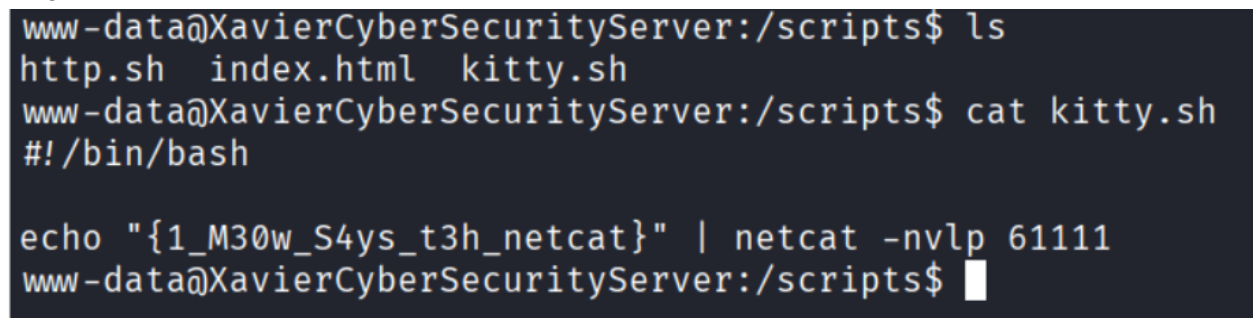 www-data@XavierCyberSecurityServer:/scripts$ ls
http.sh  index.html  kitty.sh
www-data@XavierCyberSecurityServer:/scripts$ cat kitty.sh
#!/bin/bash
echo "{1_M30w_S4ys_t3h_netcat}" | netcat -nvlp 61111
www-data@XavierCyberSecurityServer:/scripts$